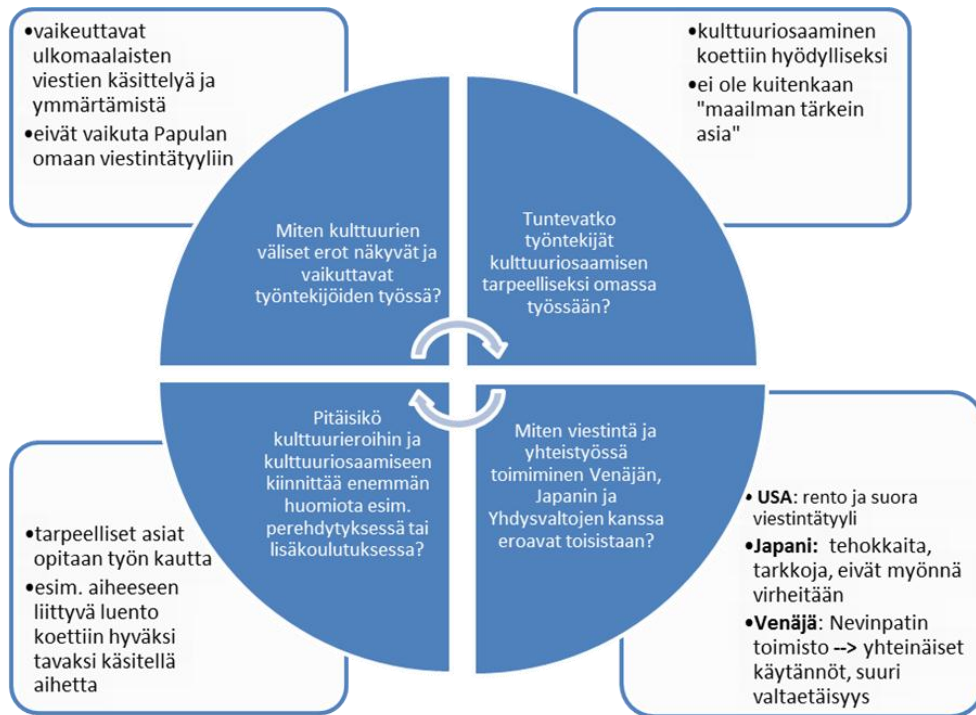 •vaikeuttavat
ulkomaalaisten
viestien käsittelyä ja
ymmärtämistä
•eivät vaikuta Papulan
omaan viestintätyyliin
•kulttuuriosaaminen
koettiin hyödylliseksi
•ei ole kuitenkaan
"maailman tärkein
asia"
Miten kulttuurien
väliset erot näkyvät ja
vaikuttavat
työntekijöiden työssä?
Tuntevatko
työntekijät
kulttuuriosaamisen
tarpeelliseksi omassa
työssään?
Pitäisikö
kulttuurieroihin ja
kulttuuriosaamiseen
kiinnittää enemmän
huomiota esim.
perehdytyksessä tai
lisäkoulutuksessa?
Miten viestintä ja
yhteistyössä
toimiminen Venäjän,
Japanin ja
Yhdysvaltojen kanssa
eroavat toisistaan?
•tarpeelliset asiat
opitaan työn kautta
•esim. aiheeseen
liittyvä luento
koettiin hyväksi
tavaksi käsitellä
aihetta
• USA: rento ja suora
viestintätyyli
•Japani: tehokkaita,
tarkkoja, eivät myönnä
virheitään
•Venäjä: Nevinpatin
toimisto --> yhteinäiset
käytännöt, suuri
valtaetäisyys